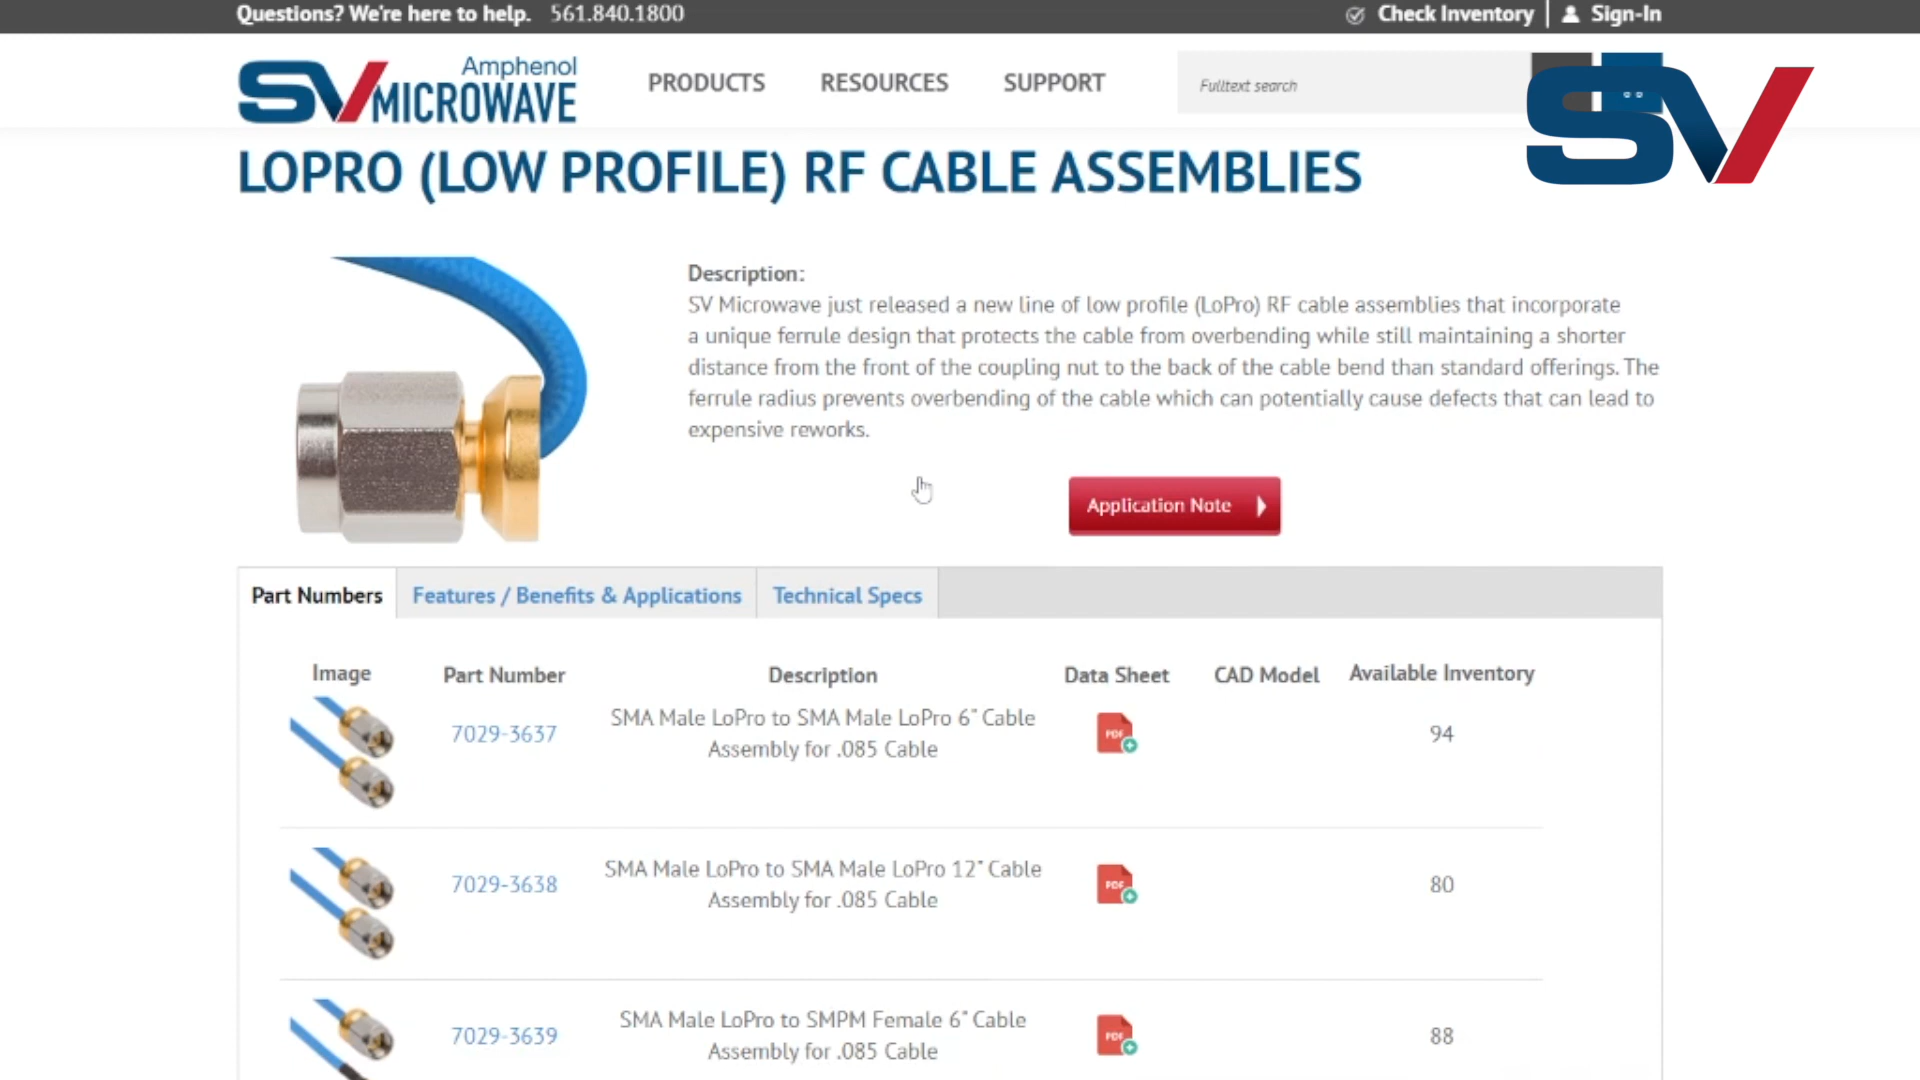 Questions? We're here to help. 561.840.1800 Check Inventory Sign-In
Amphenol
SV MICROWAVE
PRODUCTS RESOURCES SUPPORT Fulltext search
SV
LOPRO (LOW PROFILE) RF CABLE ASSEMBLIES
Description:
SV Microwave just released a new line of low profile (LoPro) RF cable assemblies that incorporate
a unique ferrule design that protects the cable from overbending while still maintaining a shorter
distance from the front of the coupling nut to the back of the cable bend than standard offerings. The
ferrule radius prevents overbending of the cable which can potentially cause defects that can lead to
expensive reworks.
Application Note
Part Numbers Features / Benefits & Applications Technical Specs
Image Part Number Description Data Sheet CAD Model Available Inventory
7029-3637 SMA Male LoPro to SMA Male LoPro 6" Cable PDF 94
Assembly for .085 Cable
7029-3638 SMA Male LoPro to SMA Male LoPro 12" Cable PDF 80
Assembly for .085 Cable
7029-3639 SMA Male LoPro to SMPM Female 6" Cable PDF 88
Assembly for .085 Cable